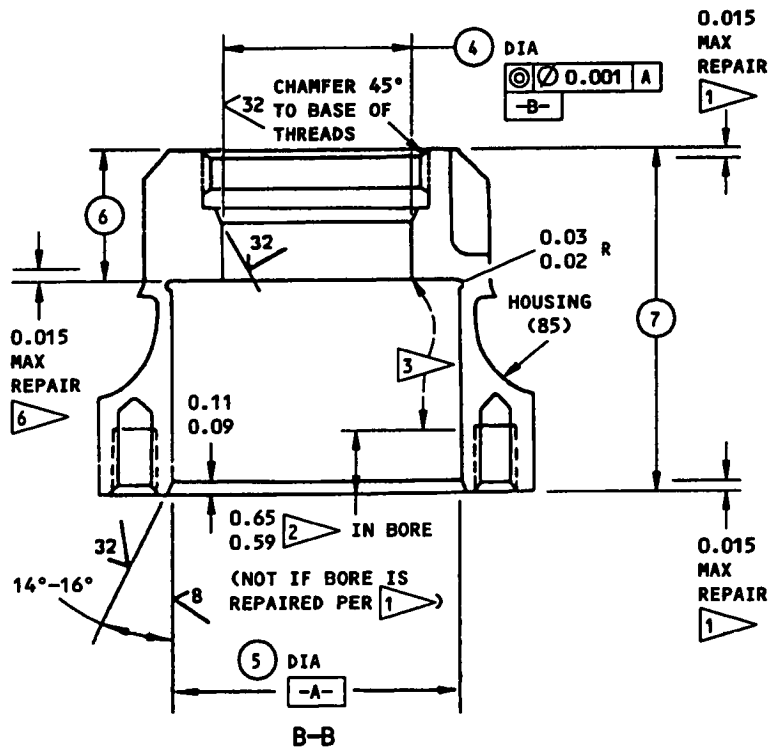 0.015
MAX
REPAIR
1
4 DIA
◎ ∅ 0.001 A
-B-
CHAMFER 45°
TO BASE OF
THREADS
32
6
32
0.03
0.02 R
HOUSING
(85)
7
0.015
MAX
REPAIR
6
3
0.11
0.09
0.65
0.59 2 IN BORE
32
14°-16°
8
(NOT IF BORE IS
REPAIRED PER 1 )
0.015
MAX
REPAIR
1
5 DIA
-A-
B-B